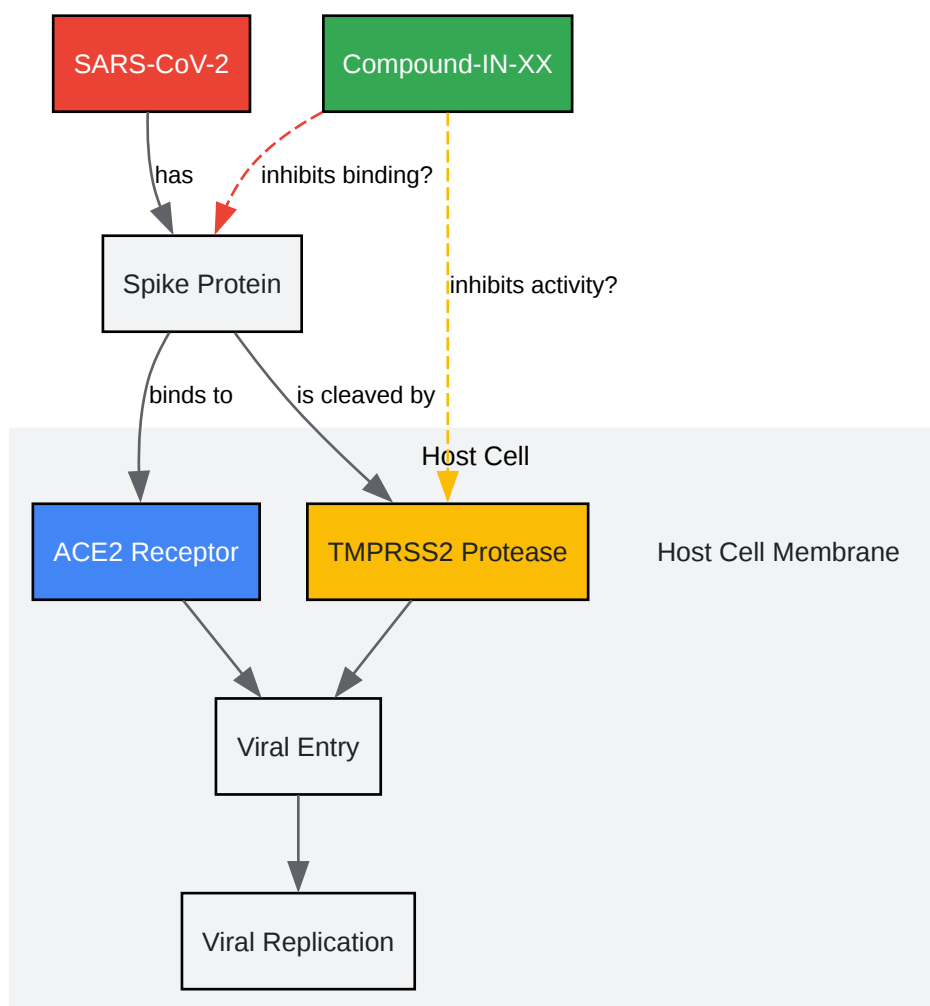 SARS-CoV-2
Compound-IN-XX
has
inhibits binding?
Spike Protein
inhibits activity?
binds to
is cleaved by
Host Cell
ACE2 Receptor
TMPRSS2 Protease
Host Cell Membrane
Viral Entry
Viral Replication